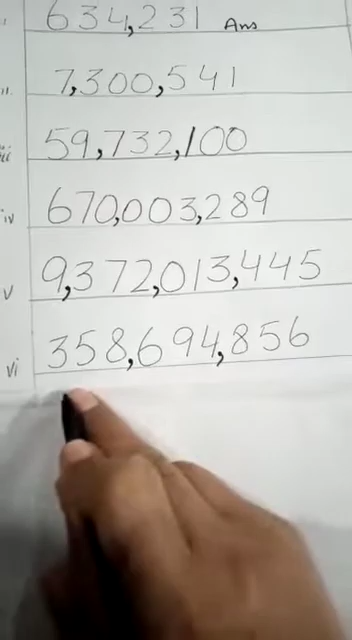 634,231 Ans
ii. 7,300,541
iii 59,732,100
iv 670,003,289
v 9,372,013,445
vi 358,694,856